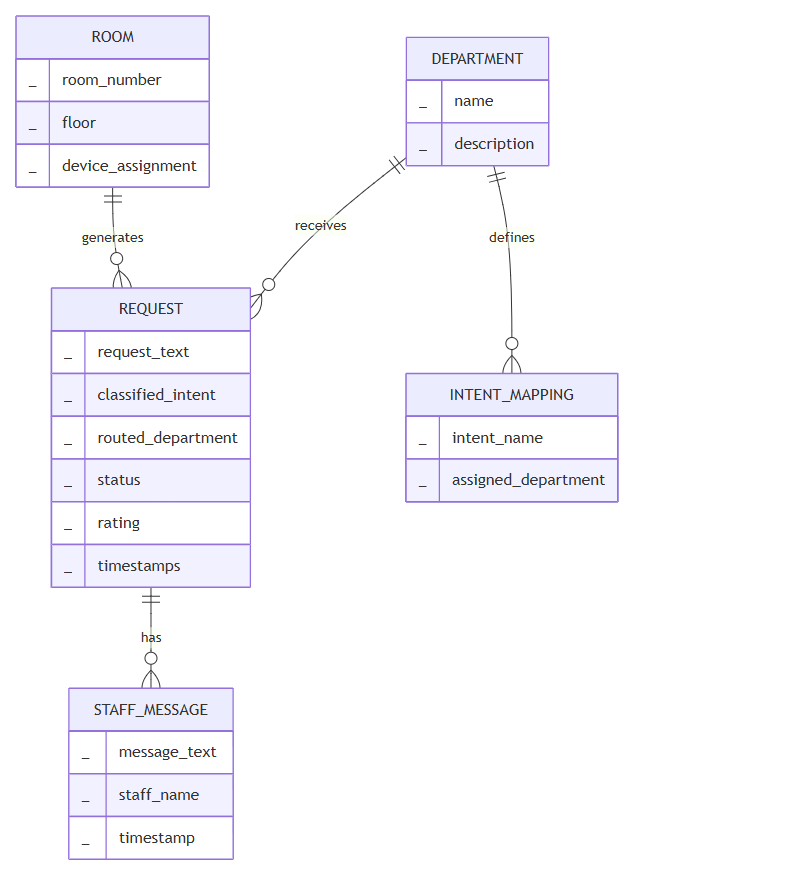 ROOM
_ room_number
_ floor
_ device_assignment
DEPARTMENT
_ name
_ description
generates
receives
defines
REQUEST
_ request_text
_ classified_intent
_ routed_department
_ status
_ rating
_ timestamps
INTENT_MAPPING
_ intent_name
_ assigned_department
has
STAFF_MESSAGE
_ message_text
_ staff_name
_ timestamp